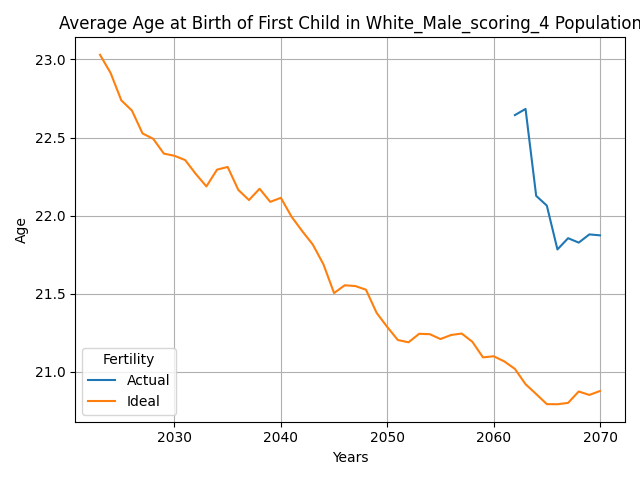 Average Age at Birth of First Child in White_Male_scoring_4 Population
23.0
22.5
22.0
21.5
21.0
Age
Fertility
Actual
Ideal
2030 2040 2050 2060 2070
Years